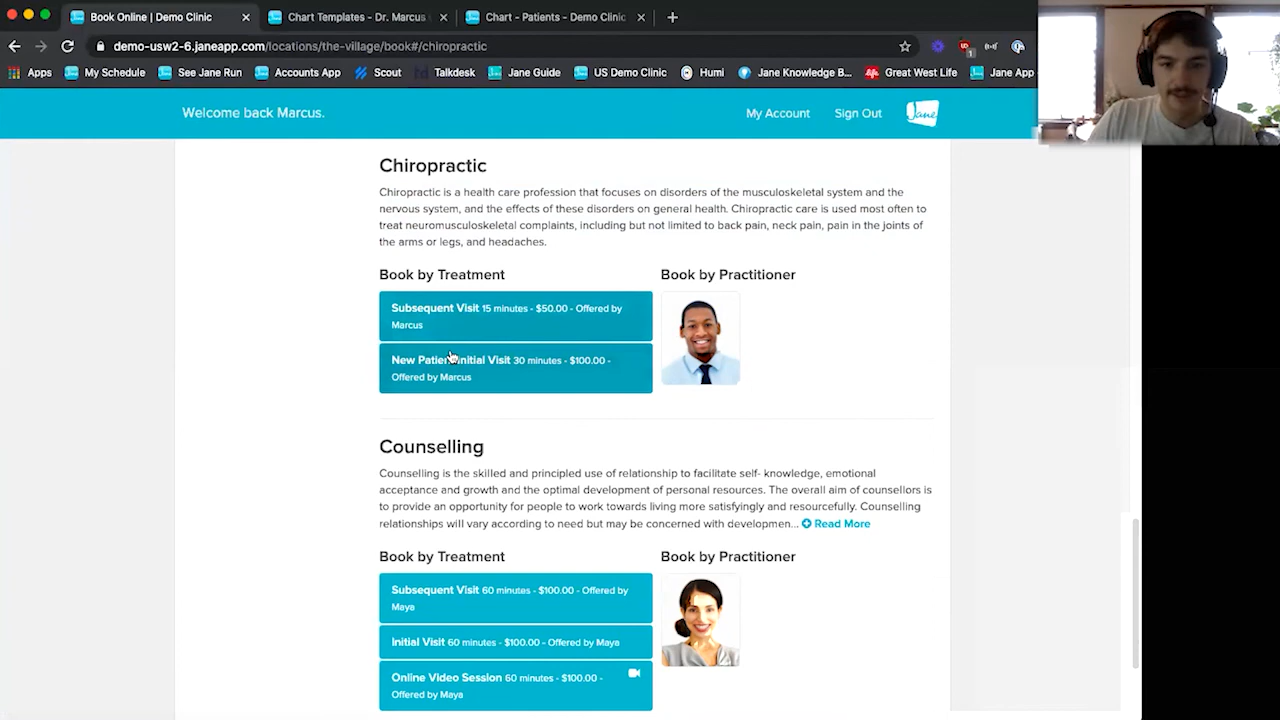 Book Online | Demo Clinic
Chart Templates - Dr. Marcus
Chart - Patients - Demo Clinic
demo-usw2-6.janeapp.com/locations/the-village/book#/chiropractic
1
Apps
My Schedule
See Jane Run
Accounts App
Scout
Talkdesk
Jane Guide
US Demo Clinic
Humi
Jane Knowledge B...
Great West Life
Jane App
Welcome back Marcus.
My Account
Sign Out
Jane
Chiropractic
Chiropractic is a health care profession that focuses on disorders of the musculoskeletal system and the
nervous system, and the effects of these disorders on general health. Chiropractic care is used most often to
treat neuromusculoskeletal complaints, including but not limited to back pain, neck pain, pain in the joints of
the arms or legs, and headaches.
Book by Treatment
Book by Practitioner
Subsequent Visit 15 minutes - $50.00 - Offered by
Marcus
New Patient Initial Visit 30 minutes - $100.00 -
Offered by Marcus
Counselling
Counselling is the skilled and principled use of relationship to facilitate self- knowledge, emotional
acceptance and growth and the optimal development of personal resources. The overall aim of counsellors is
to provide an opportunity for people to work towards living more satisfyingly and resourcefully. Counselling
relationships will vary according to need but may be concerned with developmen... Read More
Book by Treatment
Book by Practitioner
Subsequent Visit 60 minutes - $100.00 - Offered by
Maya
Initial Visit 60 minutes - $100.00 - Offered by Maya
Online Video Session 60 minutes - $100.00 -
Offered by Maya